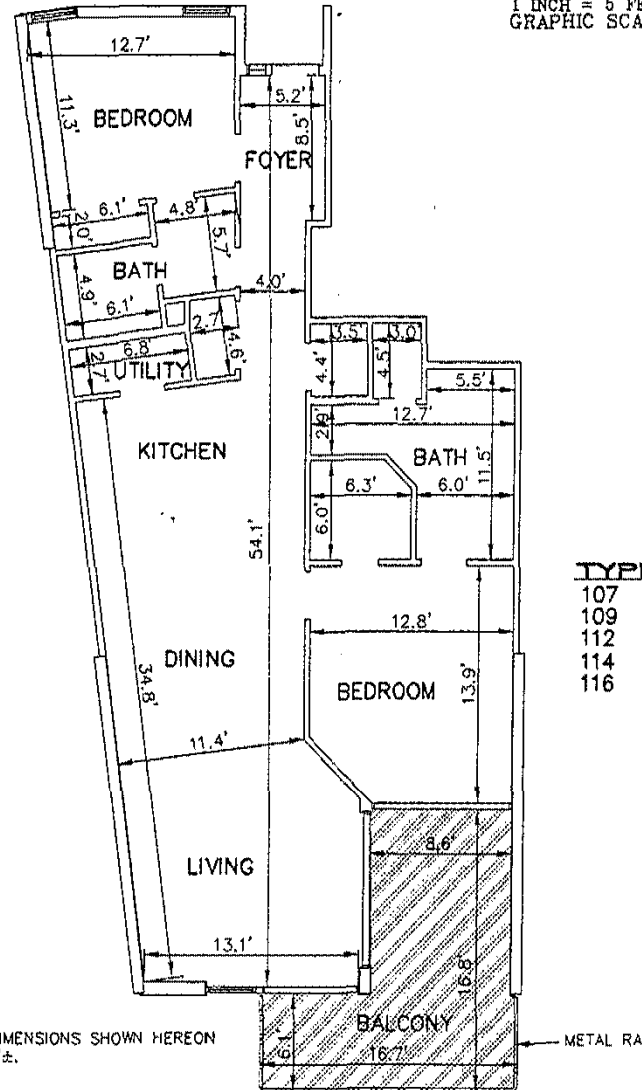 1 INCH = 5
GRAPHIC
12.7'
5.2'
11.3'
BEDROOM
8.5'
FOYER
6.1'
4.8'
2.0'
5.7'
BATH
4.9'
4.0'
6.1'
2.7'
3.5'
3.0'
6.8
4.6'
4.4'
4.5'
2.7'
UTILITY
5.5'
12.7'
KITCHEN
BATH
11.5'
6.3'
6.0'
6.0'
54.1'
TYP
107
109
112
114
116
12.8'
DINING
34.8'
BEDROOM
13.9'
11.4'
8.6'
LIVING
13.1'
16.8'
BALCONY
6.1'
16.7'
DIMENSIONS SHOWN HEREON
±.
METAL